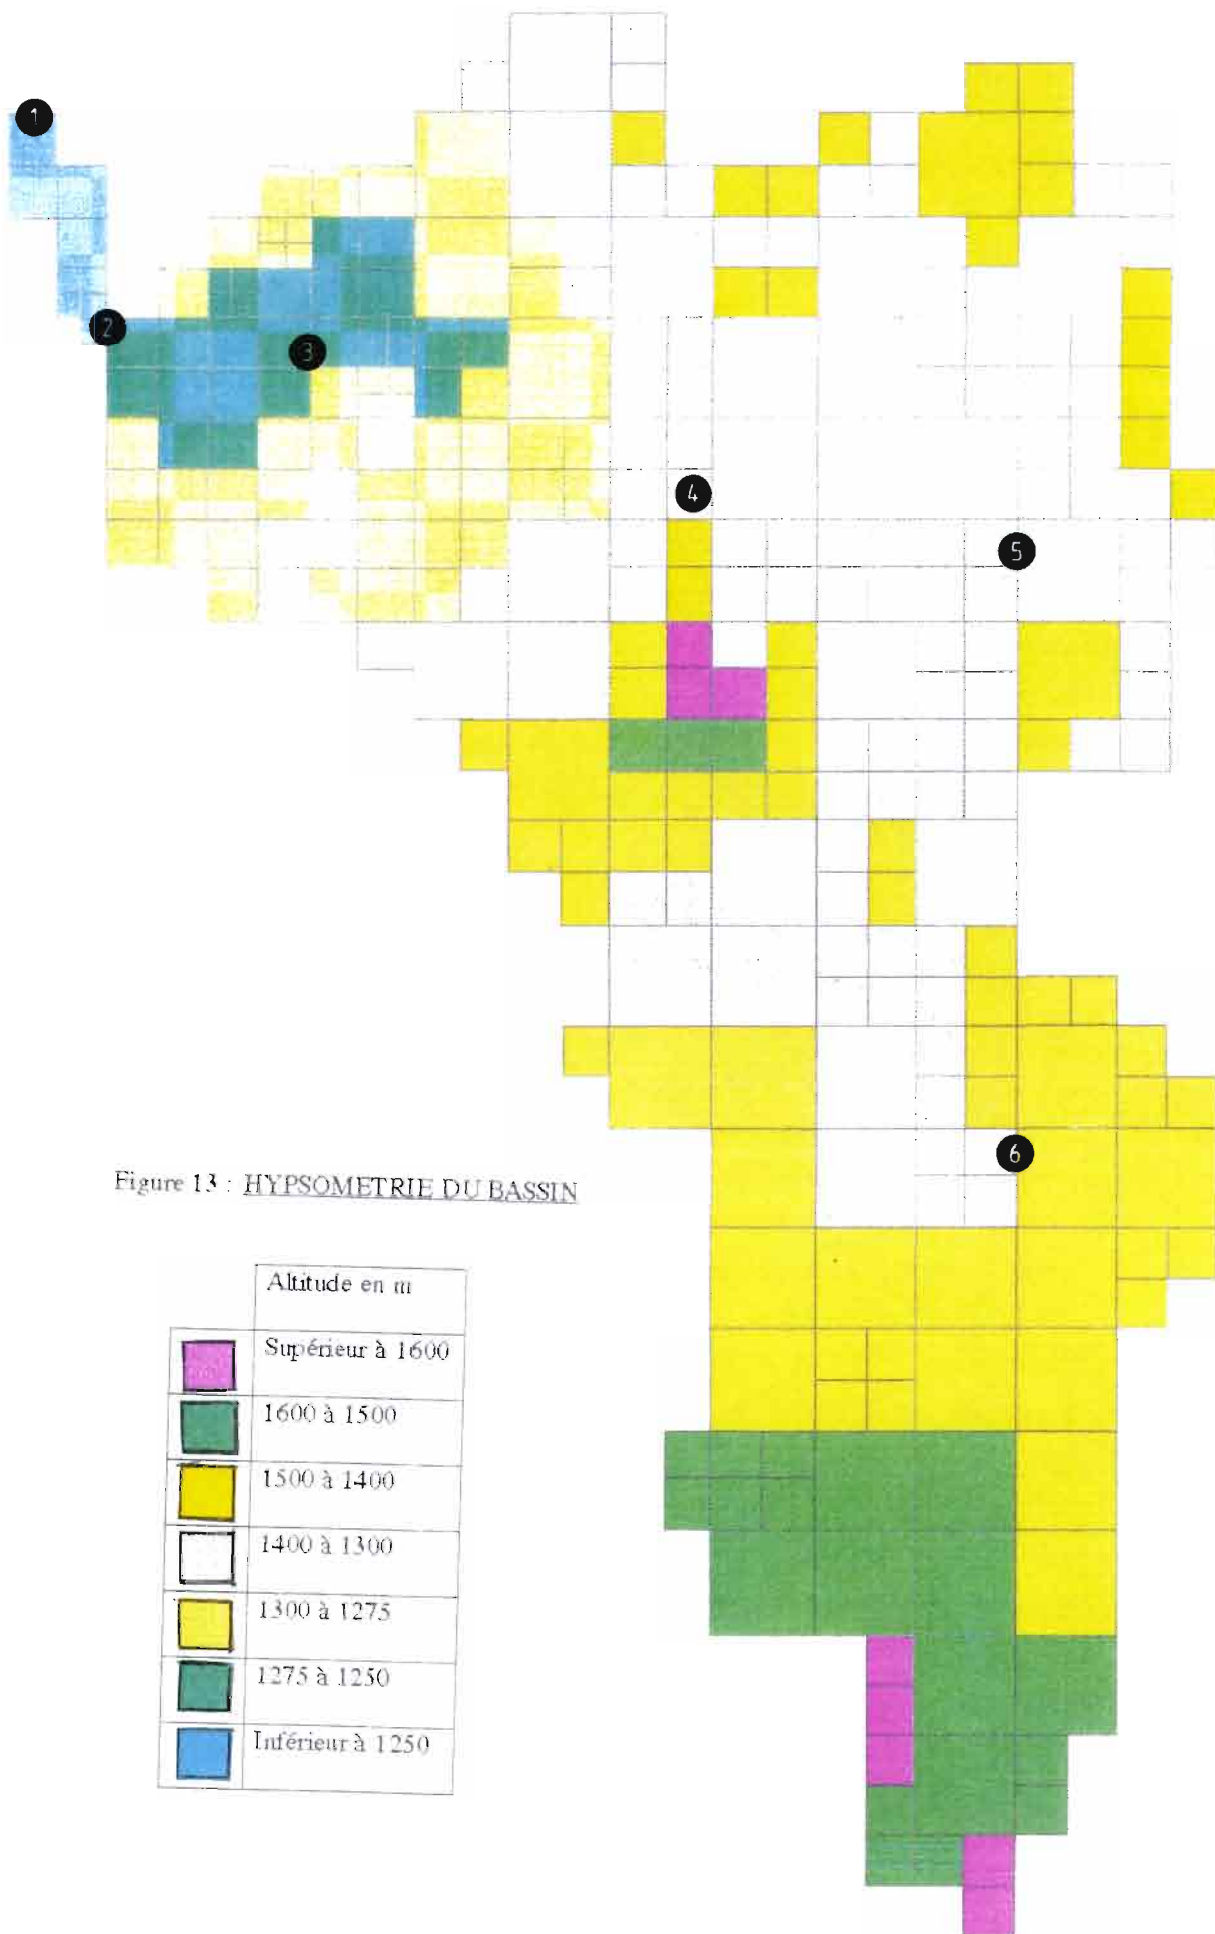 1
2
3
4
5
6
Figure 13 : HYPSOMETRIE DU BASSIN
Altitude en m
Supérieur à 1600
1600 à 1500
1500 à 1400
1400 à 1300
1300 à 1275
1275 à 1250
Inférieur à 1250